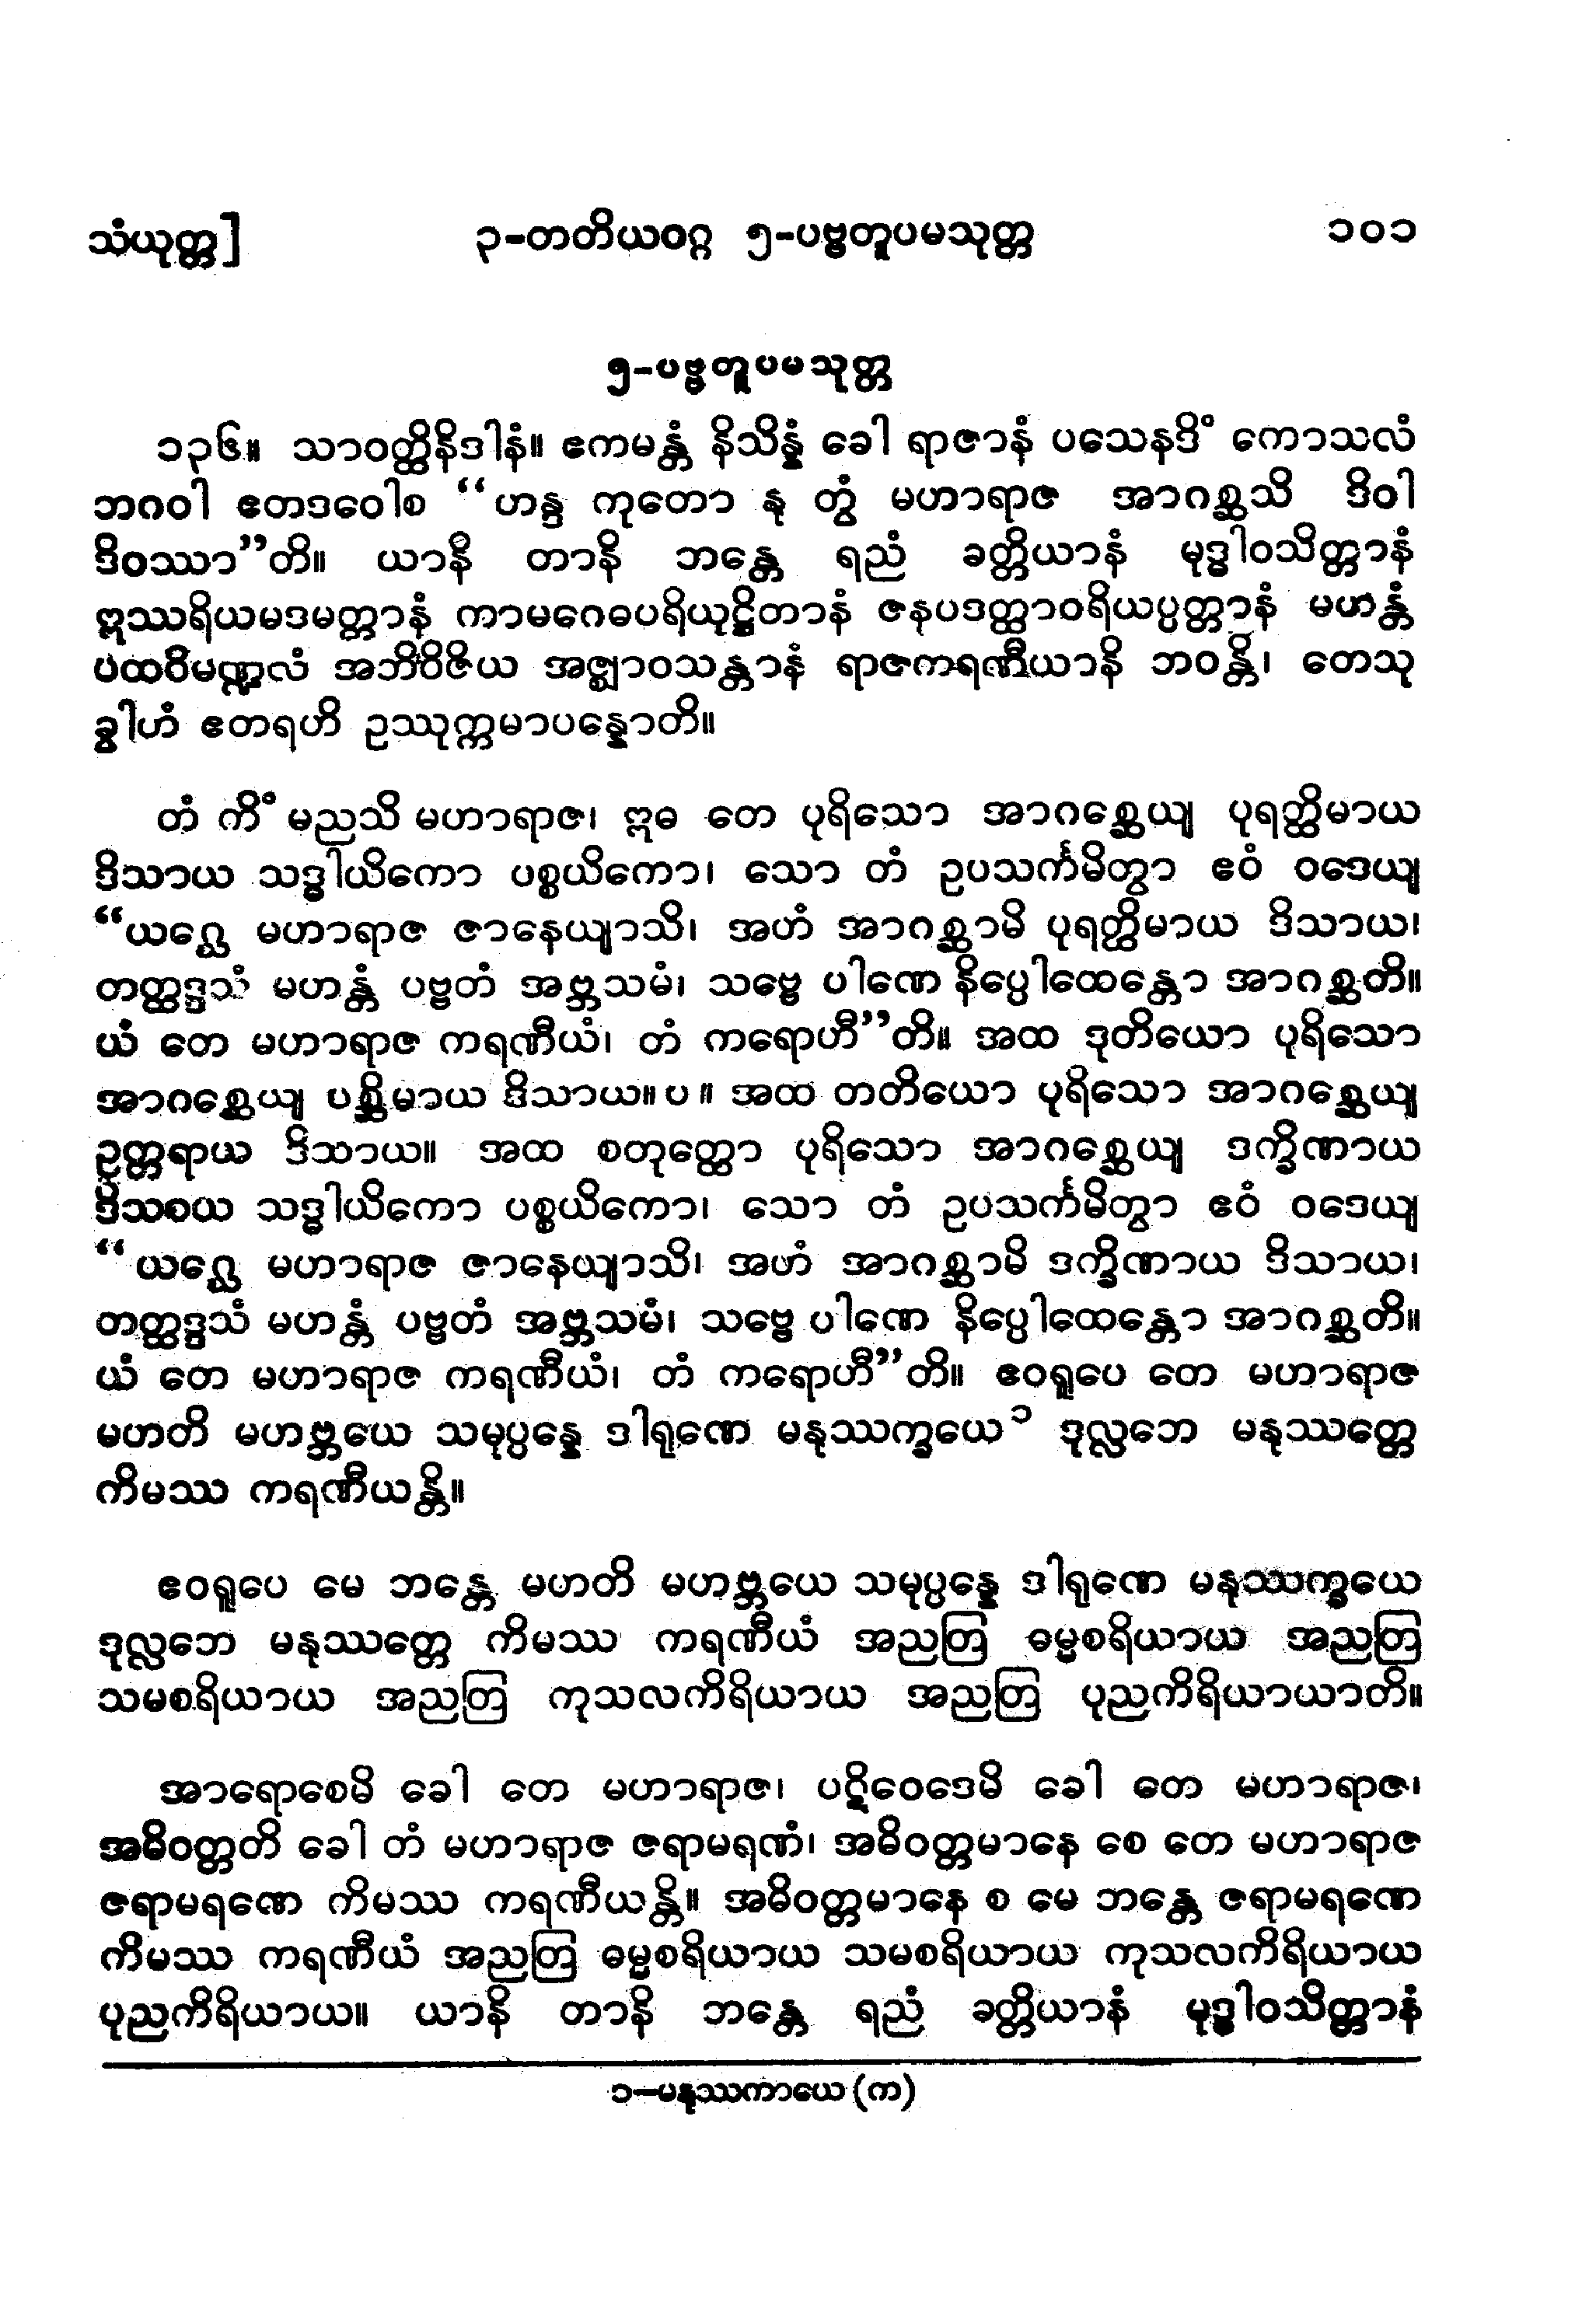 သံယုတ္တ] ၃-တတိယဝဂ္ဂ ၅-ပဗ္ဗတူပမသုတ္တ ၁၀၁
၅-ပဗ္ဗတူပမသုတ္တ
၁၃၆။ သာဝတ္ထိနိဒါနံ။ ဧကမန္တံ နိသိန္နံ ခေါ ရာဇာနံ ပသေနဒိံ ကောသလံ
ဘဂဝါ ဧတဒဝေါစ “ဟန္ဒ ကုတော နု တွံ မဟာရာဇ အာဂစ္ဆသိ ဒိဝါ
ဒိဝဿာ”တိ။ ယာနိ တာနိ ဘန္တေ ရညံ ခတ္တိယာနံ မုဒ္ဓါဝသိတ္တာနံ
ဣဿရိယမဒမတ္တာနံ ကာမဂေဓပရိယုဋ္ဌိတာနံ ဇနပဒတ္ထာဝရိယပ္ပတ္တာနံ မဟန္တံ
ပထဝိမဏ္ဍလံ အဘိဝိဇိယ အဇ္ဈာဝသန္တာနံ ရာဇကရဏီယာနိ ဘဝန္တိ၊ တေသု
ခွါဟံ ဧတရဟိ ဥဿုက္ကမာပန္နောတိ။
တံ ကိံ မညသိ မဟာရာဇ၊ ဣဓ တေ ပုရိသော အာဂစ္ဆေယျ ပုရတ္ထိမာယ
ဒိသာယ သဒ္ဓါယိကော ပစ္စယိကော၊ သော တံ ဥပသင်္ကမိတွာ ဧဝံ ဝဒေယျ
“ယဂ္ဃေ မဟာရာဇ ဇာနေယျာသိ၊ အဟံ အာဂစ္ဆာမိ ပုရတ္ထိမာယ ဒိသာယ၊
တတ္ထဒ္ဒသံ မဟန္တံ ပဗ္ဗတံ အဗ္ဘသမံ၊ သဗ္ဗေ ပါဏေ နိပ္ပေါထေန္တော အာဂစ္ဆတိ။
ယံ တေ မဟာရာဇ ကရဏီယံ၊ တံ ကရောဟီ”တိ။ အထ ဒုတိယော ပုရိသော
အာဂစ္ဆေယျ ပစ္ဆိမာယ ဒိသာယ။ ပ ။ အထ တတိယော ပုရိသော အာဂစ္ဆေယျ
ဥတ္တရာယ ဒိသာယ။ အထ စတုတ္ထော ပုရိသော အာဂစ္ဆေယျ ဒက္ခိဏာယ
ဒိသာယ သဒ္ဓါယိကော ပစ္စယိကော၊ သော တံ ဥပသင်္ကမိတွာ ဧဝံ ဝဒေယျ
“ယဂ္ဃေ မဟာရာဇ ဇာနေယျာသိ၊ အဟံ အာဂစ္ဆာမိ ဒက္ခိဏာယ ဒိသာယ၊
တတ္ထဒ္ဒသံ မဟန္တံ ပဗ္ဗတံ အဗ္ဘသမံ၊ သဗ္ဗေ ပါဏေ နိပ္ပေါထေန္တော အာဂစ္ဆတိ။
ယံ တေ မဟာရာဇ ကရဏီယံ၊ တံ ကရောဟီ”တိ။ ဧဝရူပေ တေ မဟာရာဇ
မဟတိ မဟဗ္ဘယေ သမုပ္ပန္နေ ဒါရုဏေ မနုဿက္ခယေ ၁ ဒုလ္လဘေ မနုဿတ္တေ
ကိမဿ ကရဏီယန္တိ။
ဧဝရူပေ မေ ဘန္တေ မဟတိ မဟဗ္ဘယေ သမုပ္ပန္နေ ဒါရုဏေ မနုဿက္ခယေ
ဒုလ္လဘေ မနုဿတ္တေ ကိမဿ ကရဏီယံ အညတြ ဓမ္မစရိယာယ အညတြ
သမစရိယာယ အညတြ ကုသလကိရိယာယ အညတြ ပုညကိရိယာယာတိ။
အာရောစေမိ ခေါ တေ မဟာရာဇ၊ ပဋိဝေဒေမိ ခေါ တေ မဟာရာဇ၊
အဓိဝတ္တတိ ခေါ တံ မဟာရာဇ ဇရာမရဏံ၊ အဓိဝတ္တမာနေ စေ တေ မဟာရာဇ
ဇရာမရဏေ ကိမဿ ကရဏီယန္တိ။ အဓိဝတ္တမာနေ စ မေ ဘန္တေ ဇရာမရဏေ
ကိမဿ ကရဏီယံ အညတြ ဓမ္မစရိယာယ သမစရိယာယ ကုသလကိရိယာယ
ပုညကိရိယာယ။ ယာနိ တာနိ ဘန္တေ ရညံ ခတ္တိယာနံ မုဒ္ဓါဝသိတ္တာနံ
၁—မနုဿကာယေ (က)